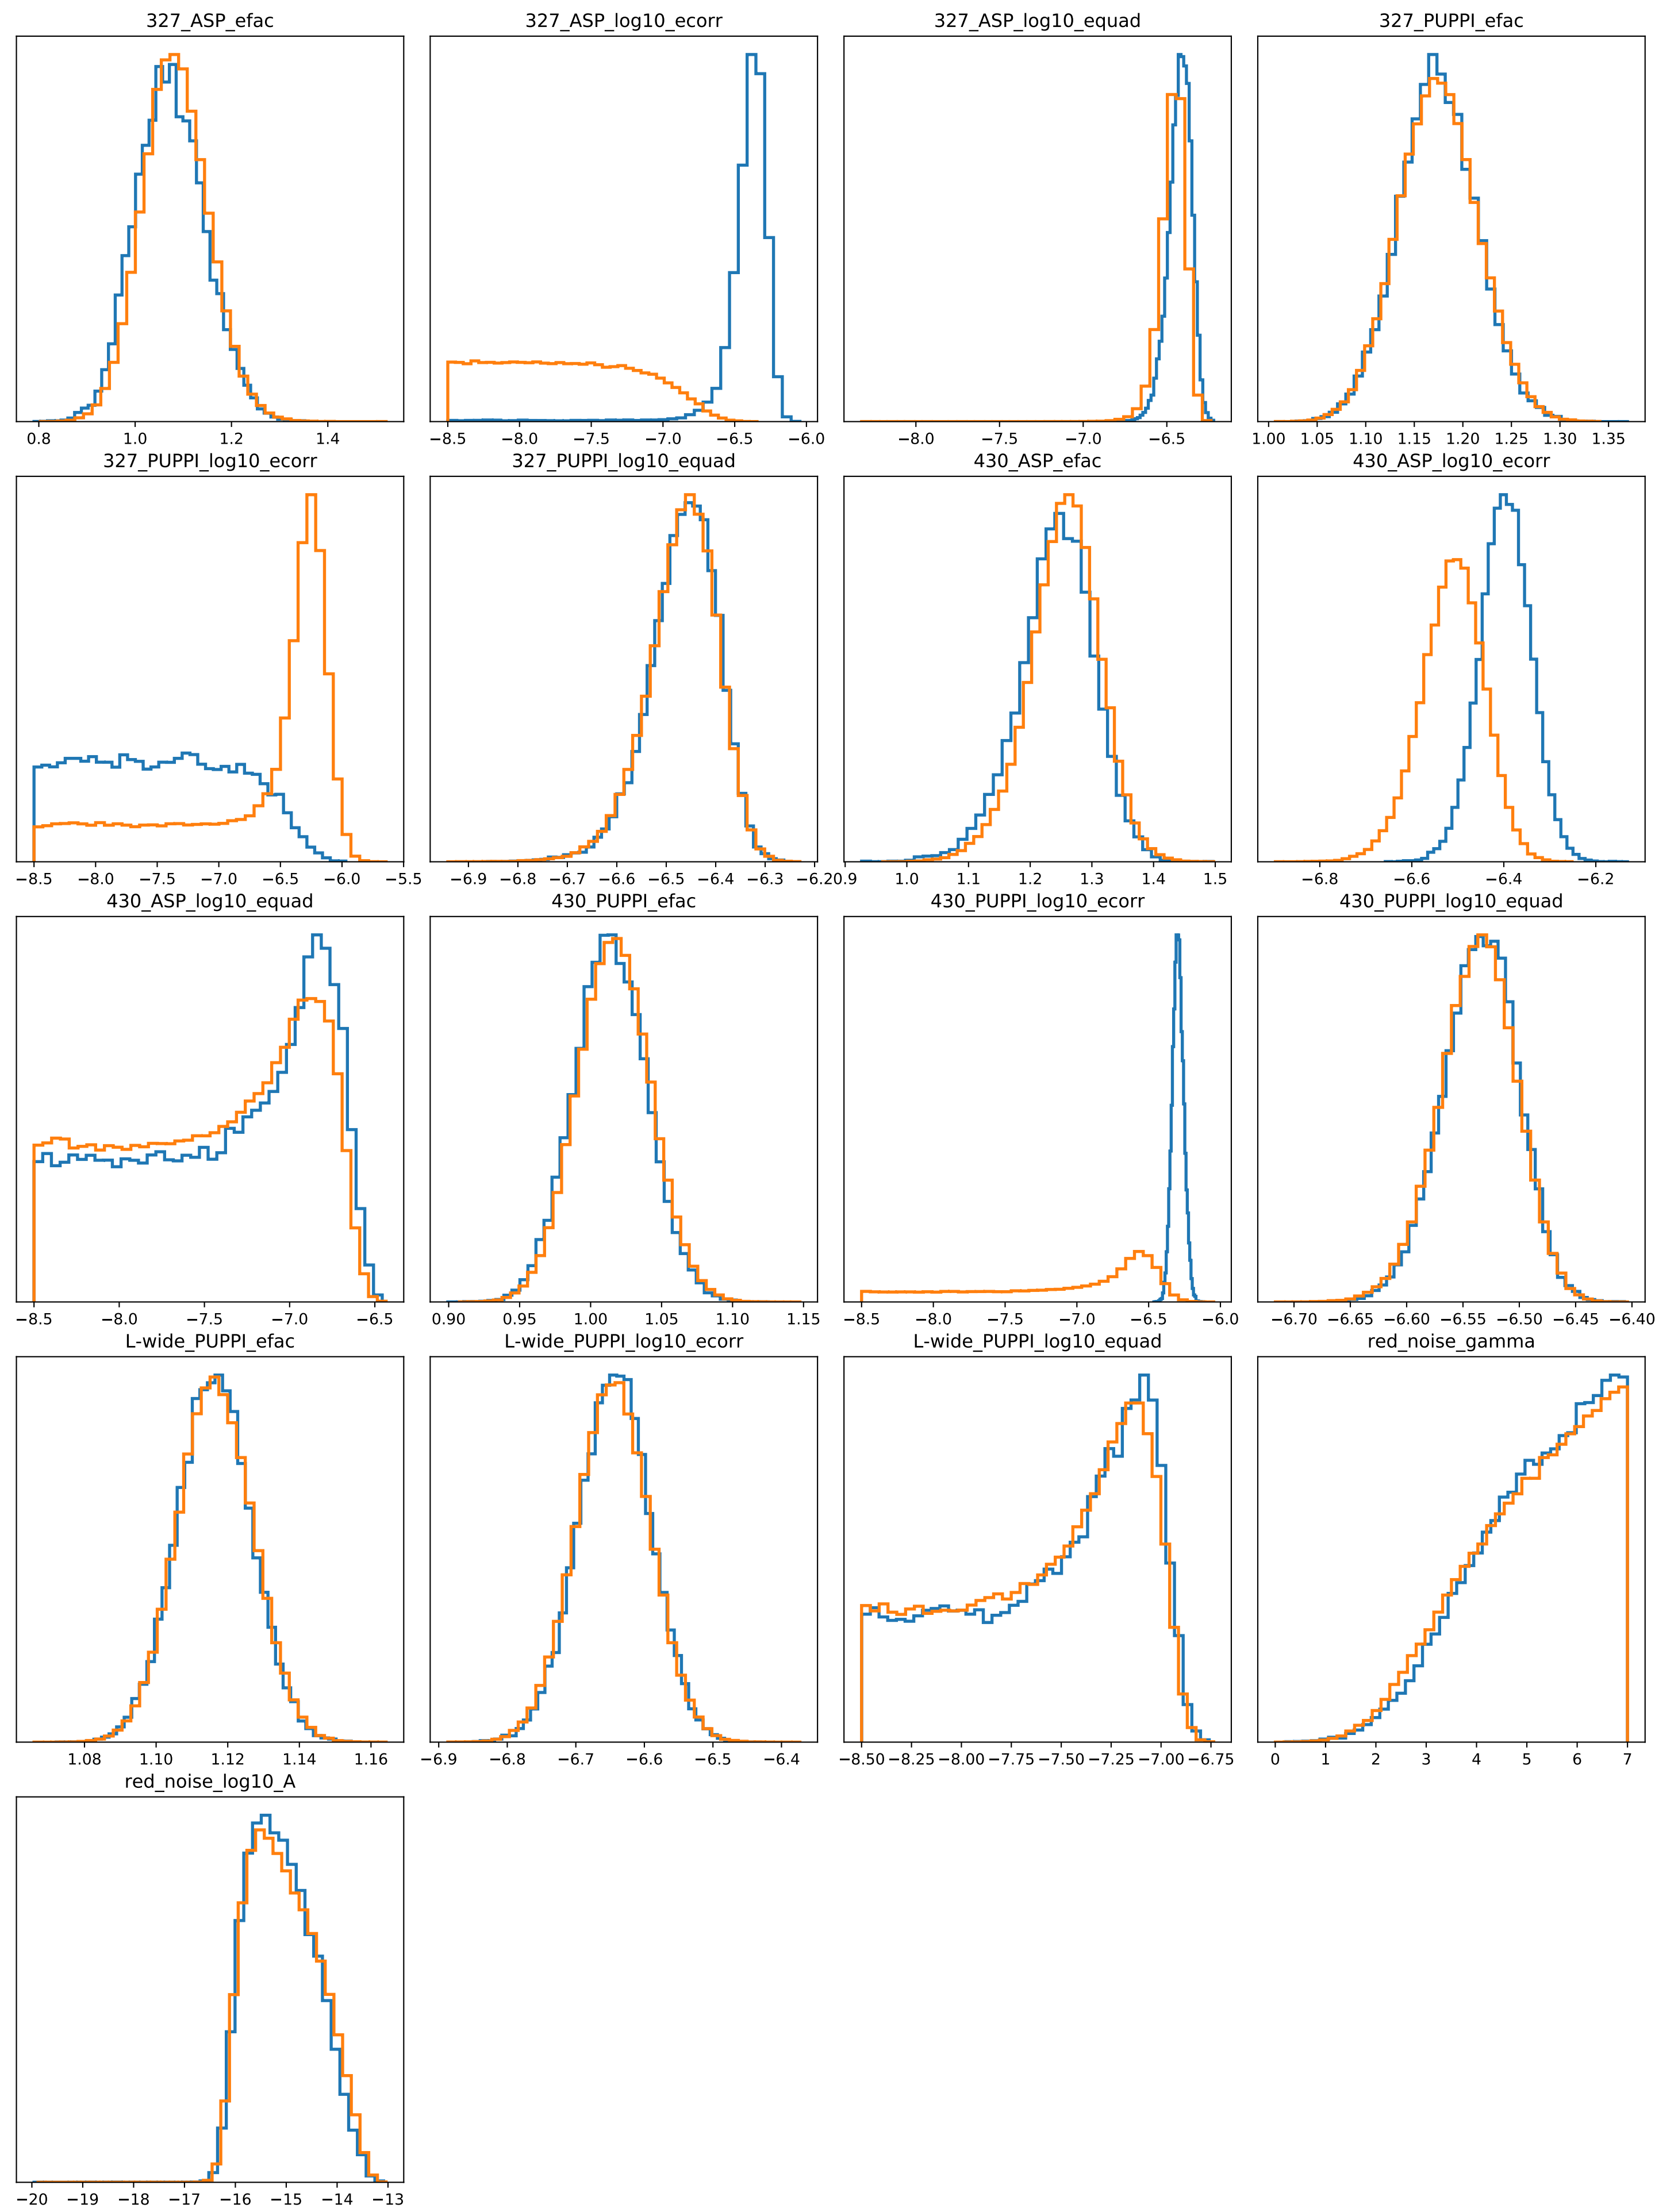 327_ASP_efac 327_ASP_log10_ecorr 327_ASP_log10_equad 327_PUPPI_efac
0.8 1.0 1.2 1.4 −8.5 −8.0 −7.5 −7.0 −6.5 −6.0 −8.0 −7.5 −7.0 −6.5 1.00 1.05 1.10 1.15 1.20 1.25 1.30 1.35
327_PUPPI_log10_ecorr 327_PUPPI_log10_equad 430_ASP_efac 430_ASP_log10_ecorr
−8.5 −8.0 −7.5 −7.0 −6.5 −6.0 −5.5 −6.9 −6.8 −6.7 −6.6 −6.5 −6.4 −6.3 −6.2 0.9 1.0 1.1 1.2 1.3 1.4 1.5 −6.8 −6.6 −6.4 −6.2
430_ASP_log10_equad 430_PUPPI_efac 430_PUPPI_log10_ecorr 430_PUPPI_log10_equad
−8.5 −8.0 −7.5 −7.0 −6.5 0.90 0.95 1.00 1.05 1.10 1.15 −8.5 −8.0 −7.5 −7.0 −6.5 −6.0 −6.70 −6.65 −6.60 −6.55 −6.50 −6.45 −6.40
L-wide_PUPPI_efac L-wide_PUPPI_log10_ecorr L-wide_PUPPI_log10_equad red_noise_gamma
1.08 1.10 1.12 1.14 1.16 −6.9 −6.8 −6.7 −6.6 −6.5 −6.4 −8.50 −8.25 −8.00 −7.75 −7.50 −7.25 −7.00 −6.75 0 1 2 3 4 5 6 7
red_noise_log10_A
−20 −19 −18 −17 −16 −15 −14 −13